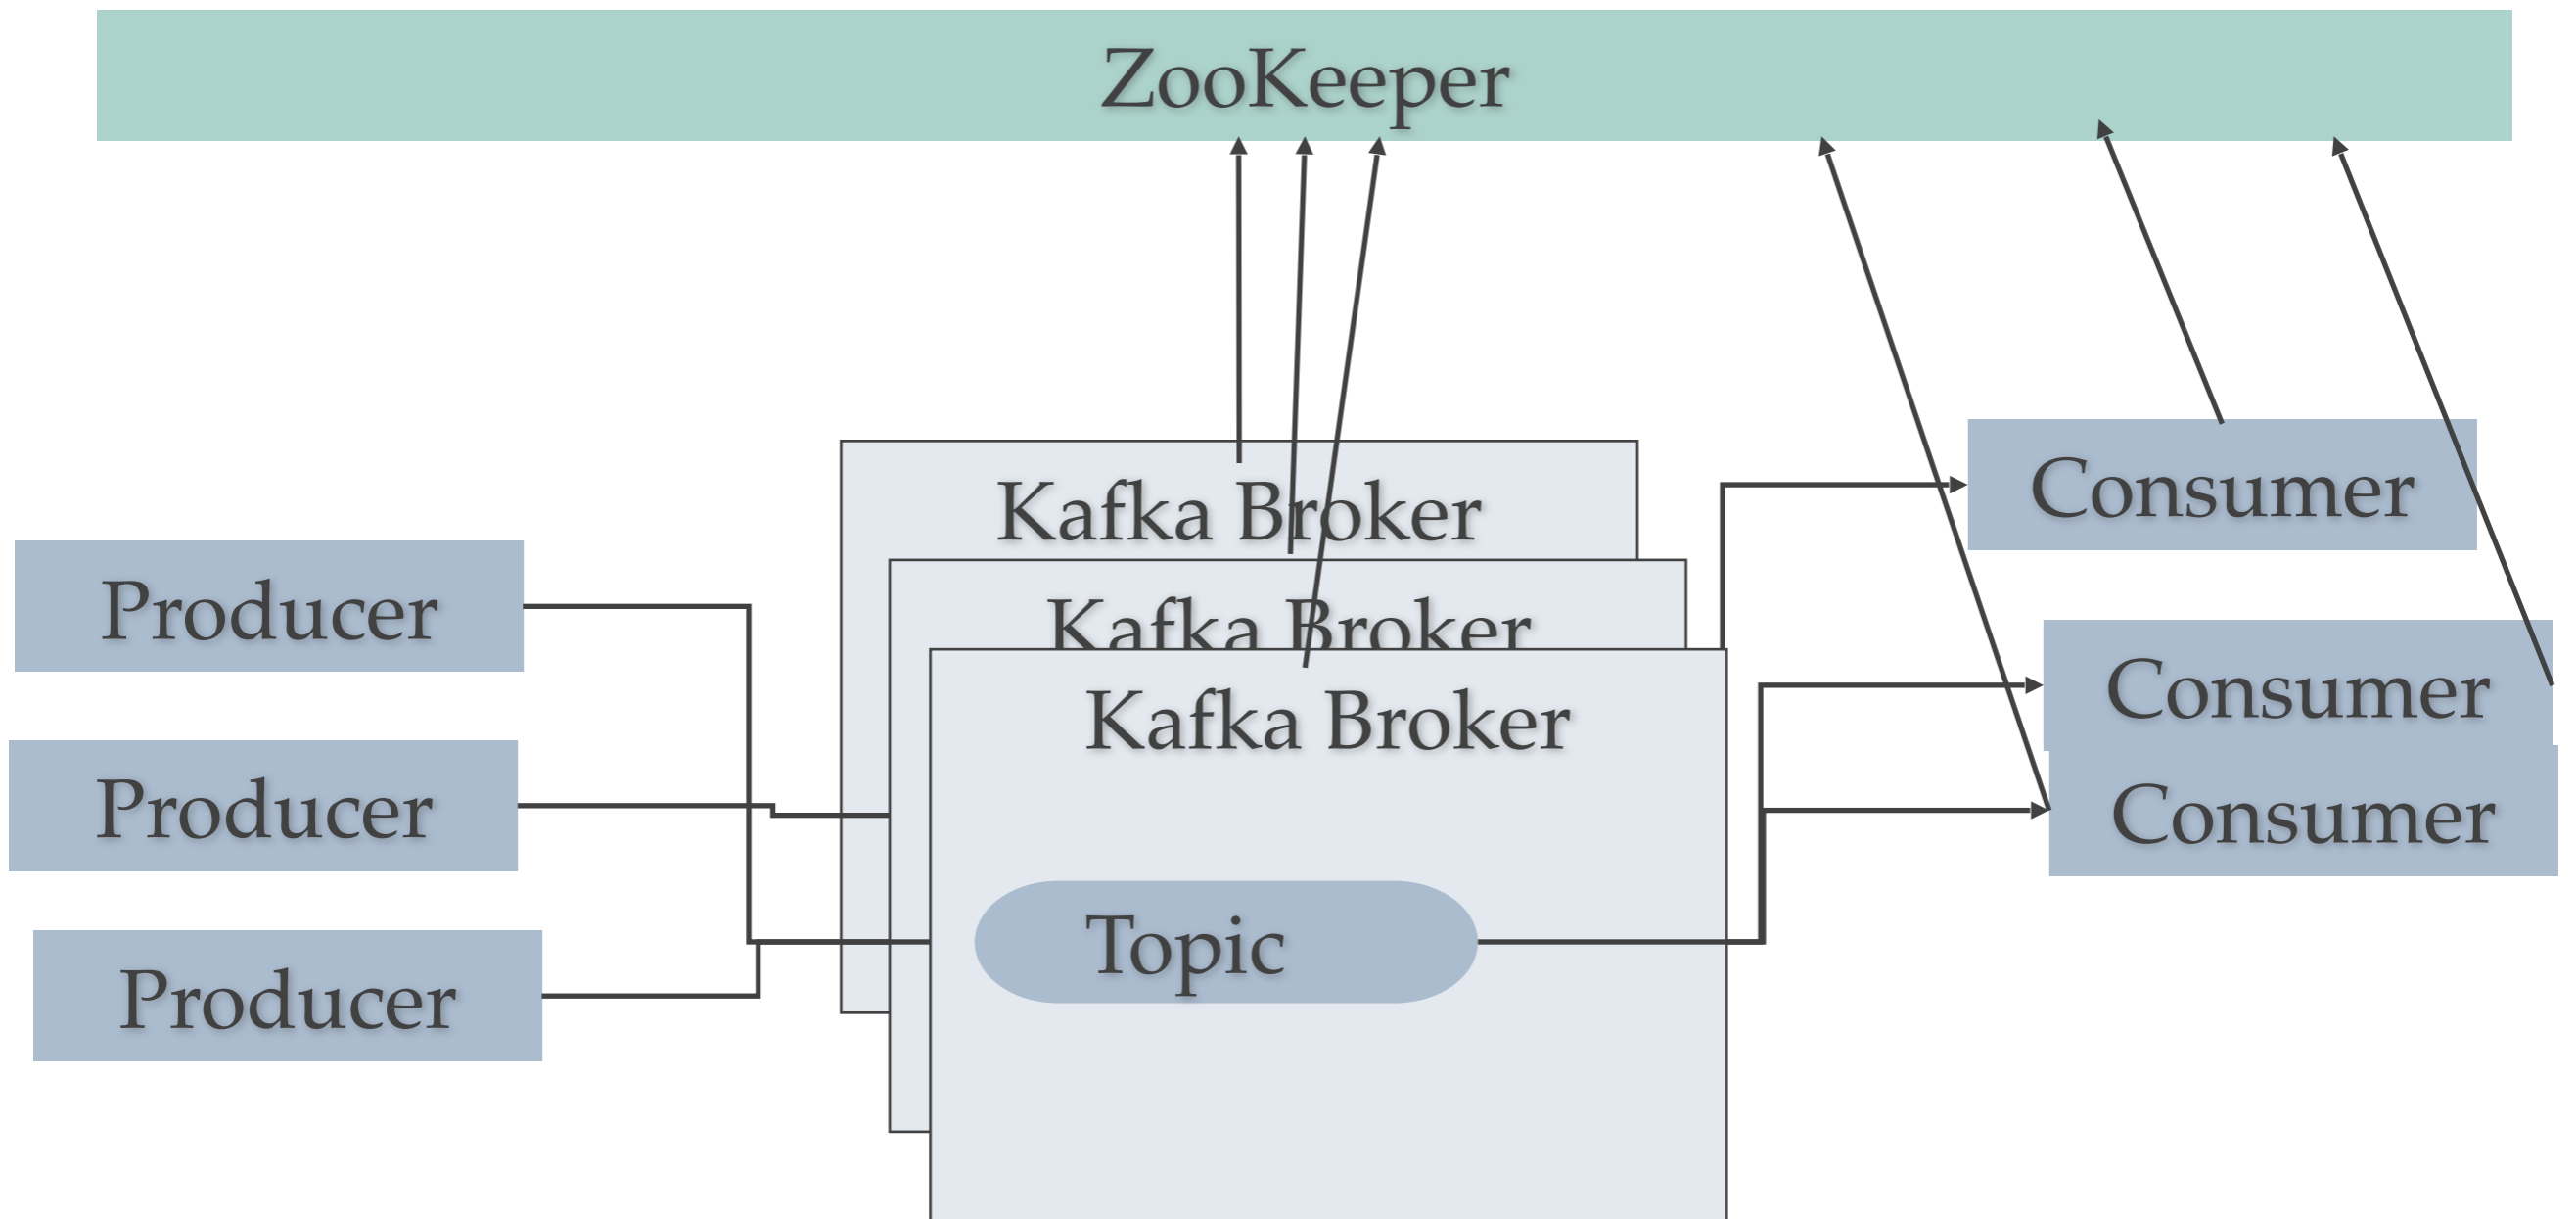 ZooKeeper
Kafka Broker
Kafka Broker
Kafka Broker
Topic
Producer
Producer
Producer
Consumer
Consumer
Consumer